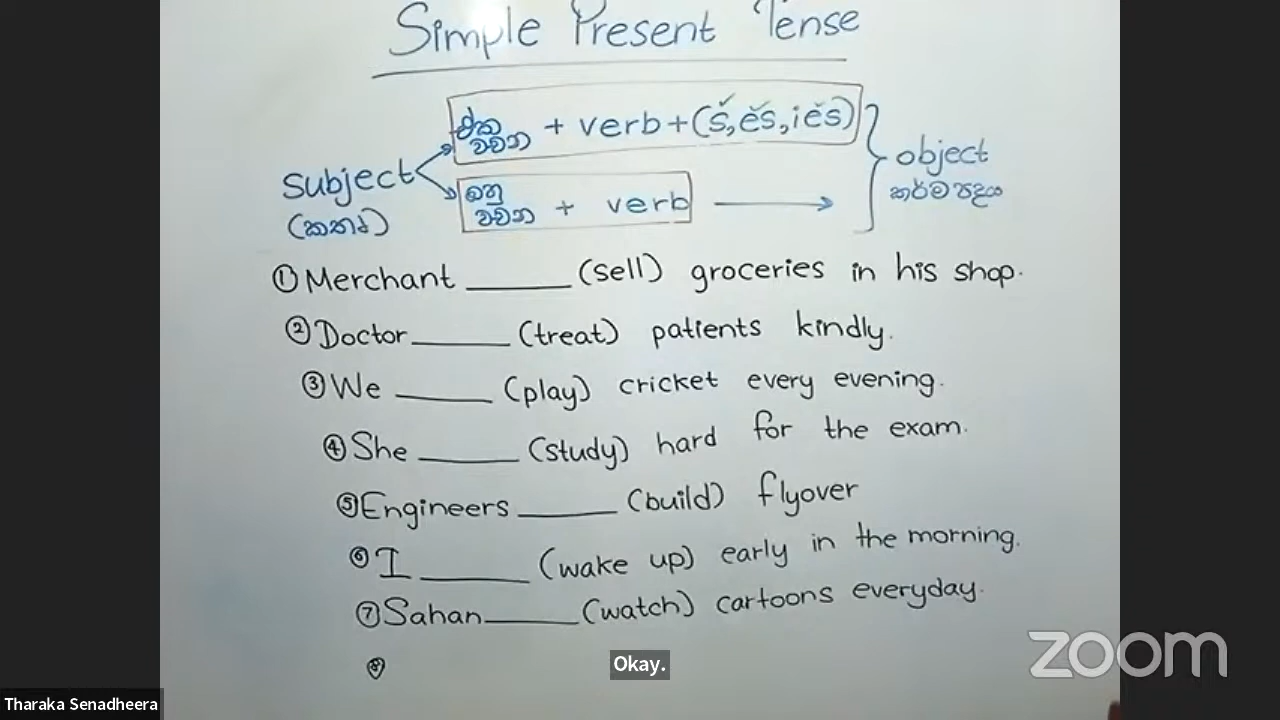 Simple Present Tense
ඒක වචන + verb + (s, es, ies)
subject
(කතෘ)
බහු වචන + verb
object
කර්මපදය
① Merchant ______ (sell) groceries in his shop.
② Doctor ______ (treat) patients kindly.
③ We ______ (play) cricket every evening.
④ She ______ (study) hard for the exam.
⑤ Engineers ______ (build) flyover
⑥ I ______ (wake up) early in the morning.
⑦ Sahan ______ (watch) cartoons everyday.
⑧
Okay.
zoom
Tharaka Senadheera